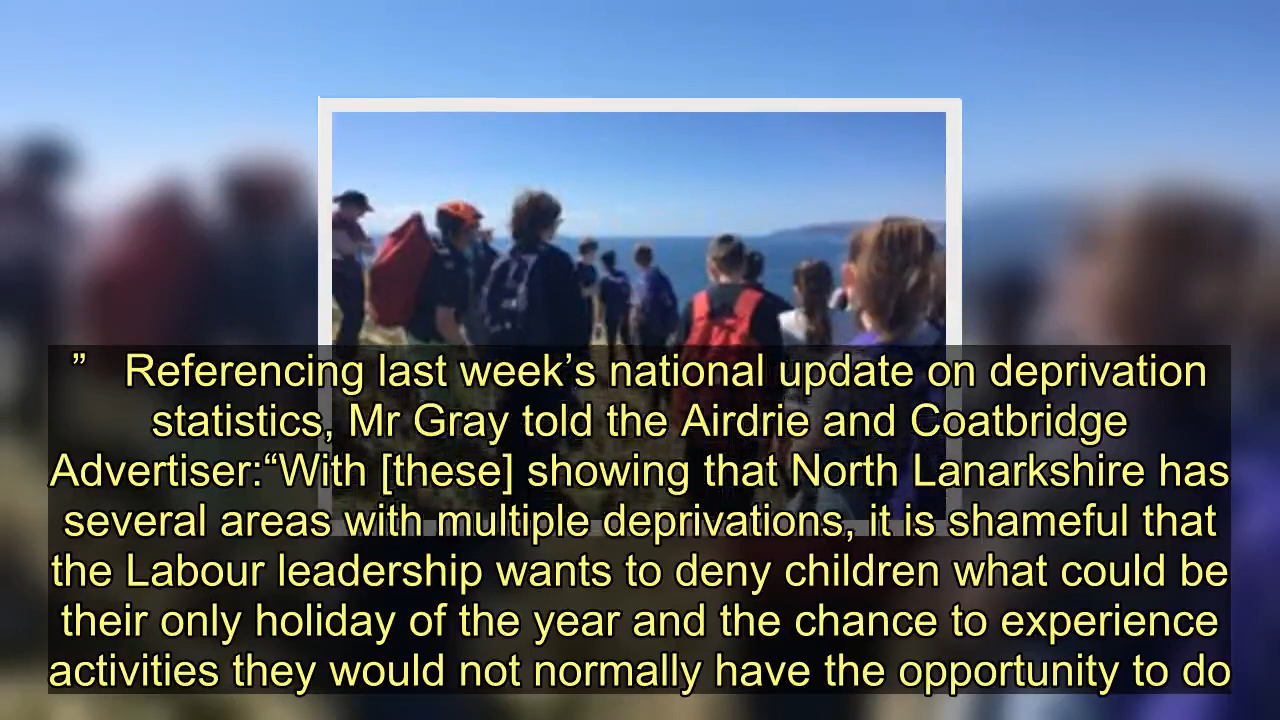 ” Referencing last week’s national update on deprivation
statistics, Mr Gray told the Airdrie and Coatbridge
Advertiser:“With [these] showing that North Lanarkshire has
several areas with multiple deprivations, it is shameful that
the Labour leadership wants to deny children what could be
their only holiday of the year and the chance to experience
activities they would not normally have the opportunity to do